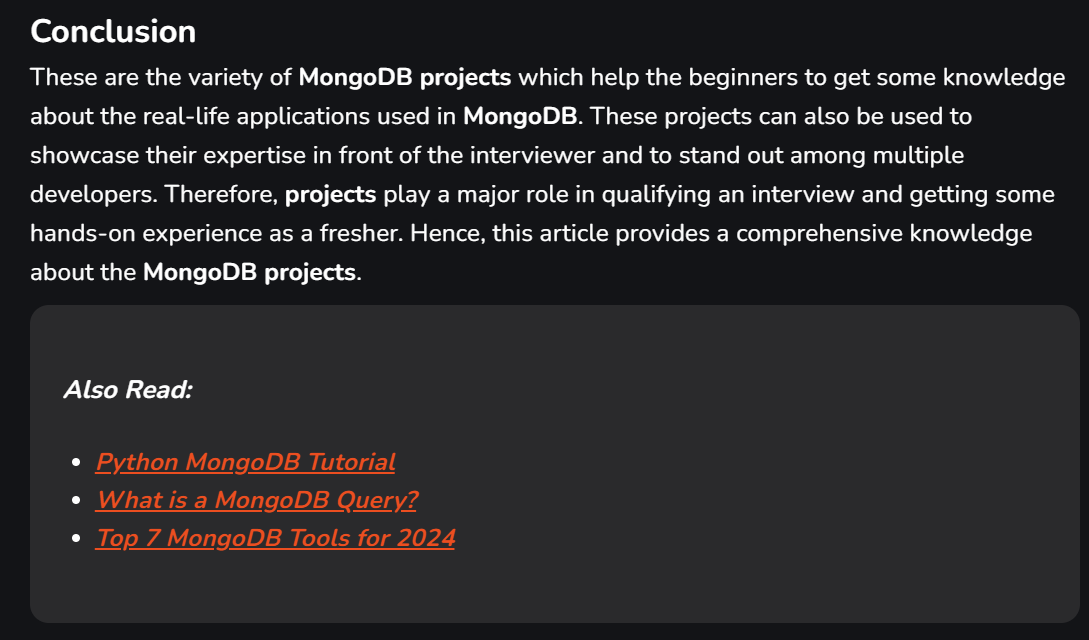 Conclusion
These are the variety of MongoDB projects which help the beginners to get some knowledge
about the real-life applications used in MongoDB. These projects can also be used to
showcase their expertise in front of the interviewer and to stand out among multiple
developers. Therefore, projects play a major role in qualifying an interview and getting some
hands-on experience as a fresher. Hence, this article provides a comprehensive knowledge
about the MongoDB projects.
Also Read:
• Python MongoDB Tutorial
• What is a MongoDB Query?
• Top 7 MongoDB Tools for 2024